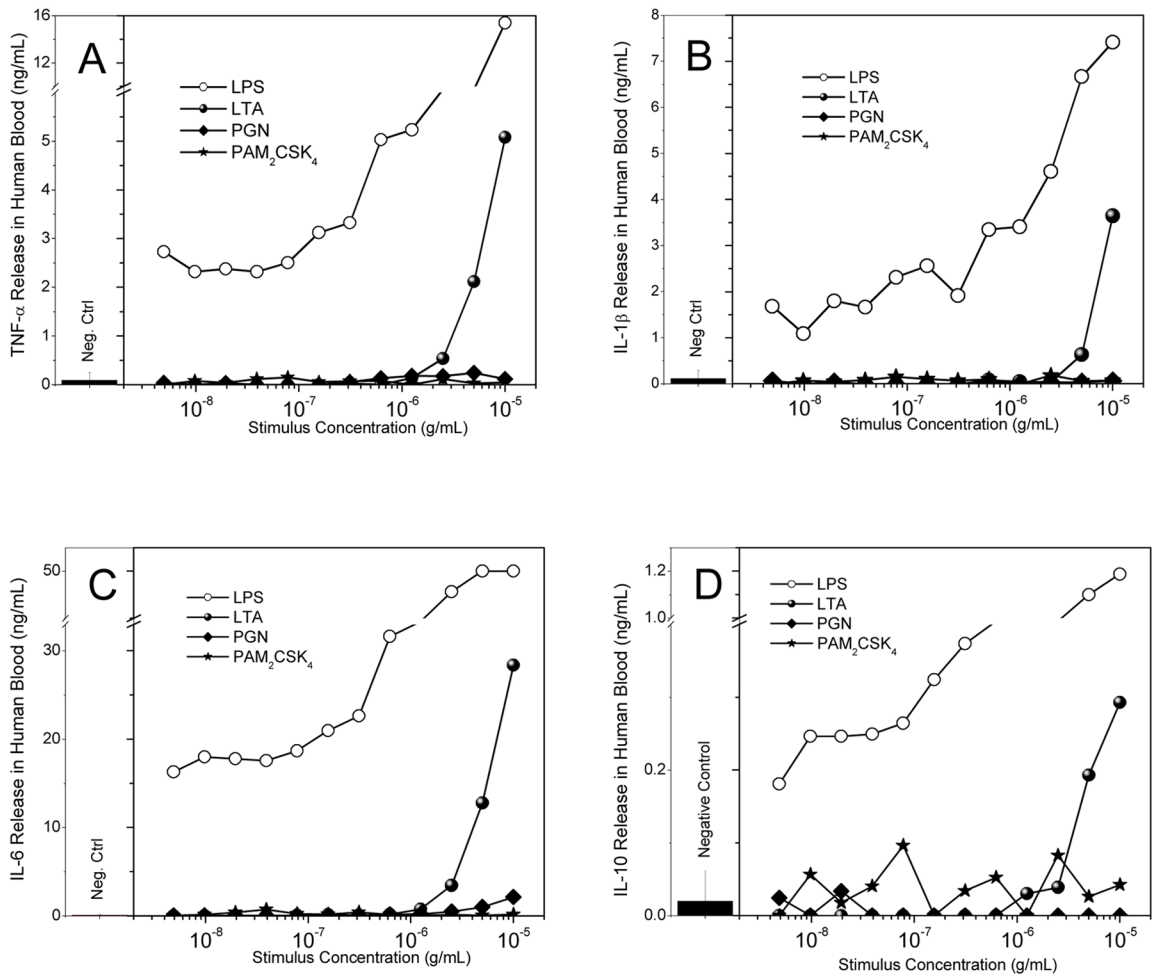 A
TNF-α Release in Human Blood (ng/mL)
16
12
5
4
3
2
1
0
Neg. Ctrl
LPS
LTA
PGN
PAM₂CSK₄
10⁻⁸ 10⁻⁷ 10⁻⁶ 10⁻⁵
Stimulus Concentration (g/mL)
B
IL-1β Release in Human Blood (ng/mL)
8
7
6
5
4
3
2
1
0
Neg Ctrl
LPS
LTA
PGN
PAM₂CSK₄
10⁻⁸ 10⁻⁷ 10⁻⁶ 10⁻⁵
Stimulus Concentration (g/mL)
C
IL-6 Release in Human Blood (ng/mL)
50
30
20
10
0
Neg. Ctrl
LPS
LTA
PGN
PAM₂CSK₄
10⁻⁸ 10⁻⁷ 10⁻⁶ 10⁻⁵
Stimulus Concentration (g/mL)
D
IL-10 Release in Human Blood (ng/mL)
1.2
1.0
0.2
0.0
Negative Control
LPS
LTA
PGN
PAM₂CSK₄
10⁻⁸ 10⁻⁷ 10⁻⁶ 10⁻⁵
Stimulus Concentration (g/mL)